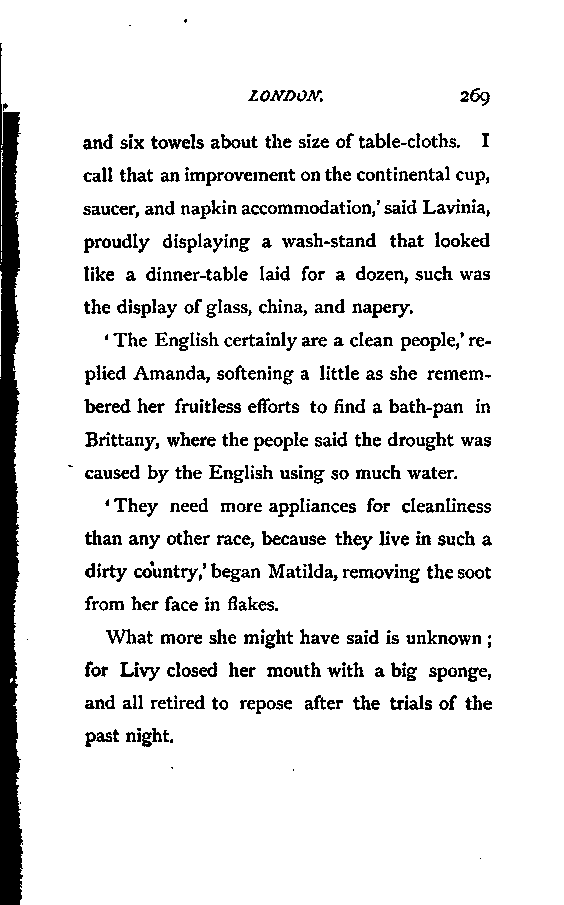 LONDON. 269
and six towels about the size of table-cloths. I
call that an improvement on the continental cup,
saucer, and napkin accommodation,' said Lavinia,
proudly displaying a wash-stand that looked
like a dinner-table laid for a dozen, such was
the display of glass, china, and napery.
'The English certainly are a clean people,' re-
plied Amanda, softening a little as she remem-
bered her fruitless efforts to find a bath-pan in
Brittany, where the people said the drought was
caused by the English using so much water.
'They need more appliances for cleanliness
than any other race, because they live in such a
dirty country,' began Matilda, removing the soot
from her face in flakes.
What more she might have said is unknown;
for Livy closed her mouth with a big sponge,
and all retired to repose after the trials of the
past night.